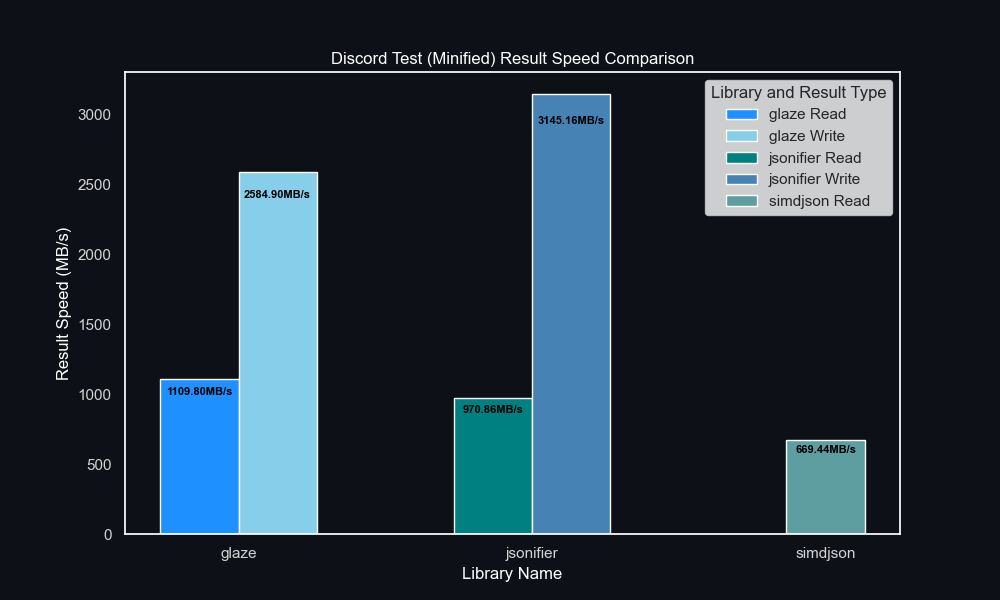 Discord Test (Minified) Result Speed Comparison
Library and Result Type
glaze Read
glaze Write
jsonifier Read
jsonifier Write
simdjson Read
Result Speed (MB/s)
3000
2500
2000
1500
1000
500
0
1109.80MB/s
2584.90MB/s
970.86MB/s
3145.16MB/s
669.44MB/s
glaze
jsonifier
simdjson
Library Name